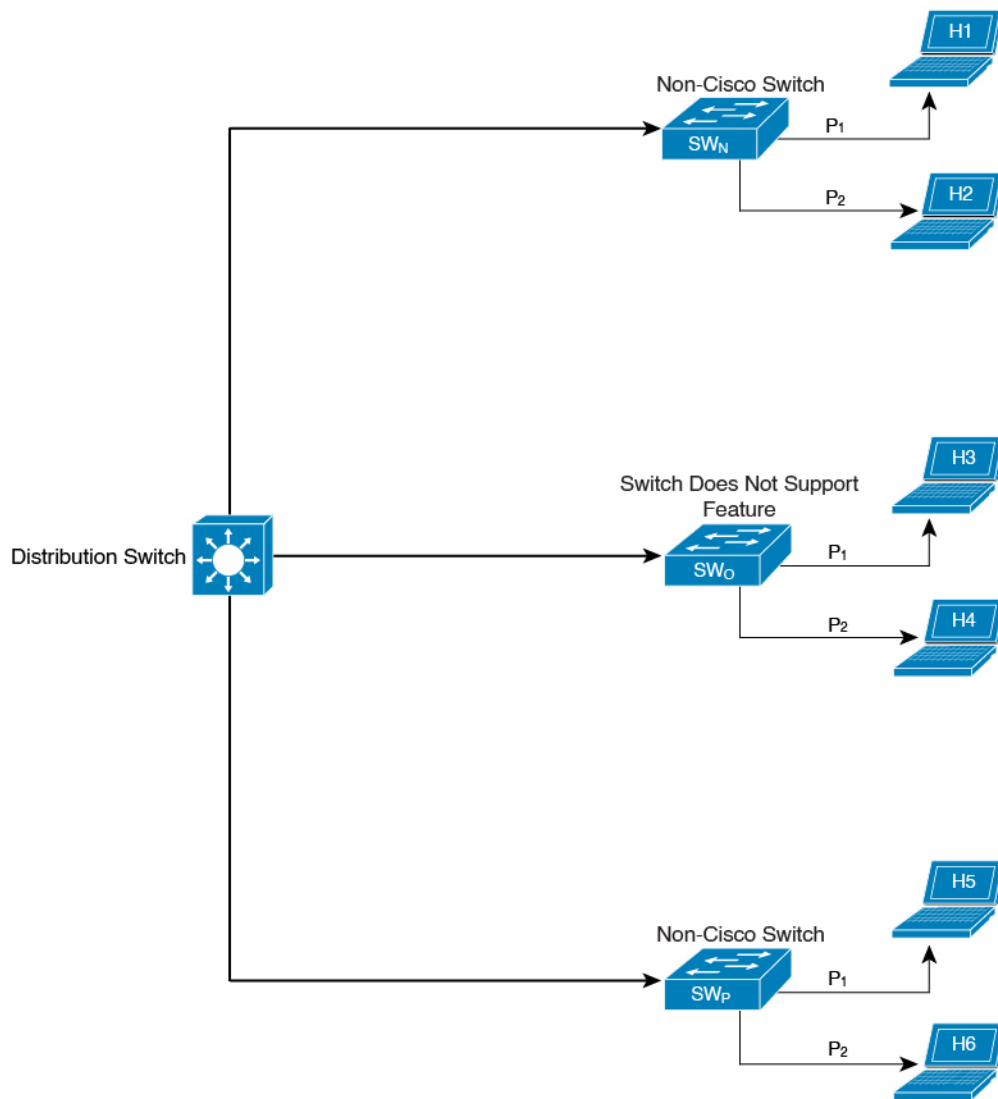 H1
Non-Cisco Switch
P1
SWN
H2
P2
H3
Switch Does Not Support
Feature
P1
Distribution Switch
SWO
H4
P2
H5
Non-Cisco Switch
P1
SWP
H6
P2